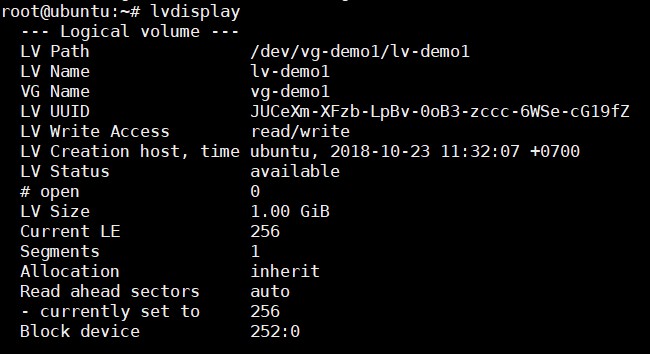 root@ubuntu:~# lvdisplay
--- Logical volume ---
LV Path                /dev/vg-demo1/lv-demo1
LV Name                lv-demo1
VG Name                vg-demo1
LV UUID                JUCeXm-XFzb-LpBv-0oB3-zccc-6WSe-cG19fZ
LV Write Access        read/write
LV Creation host, time ubuntu, 2018-10-23 11:32:07 +0700
LV Status              available
# open                 0
LV Size                1.00 GiB
Current LE             256
Segments               1
Allocation             inherit
Read ahead sectors     auto
- currently set to     256
Block device           252:0